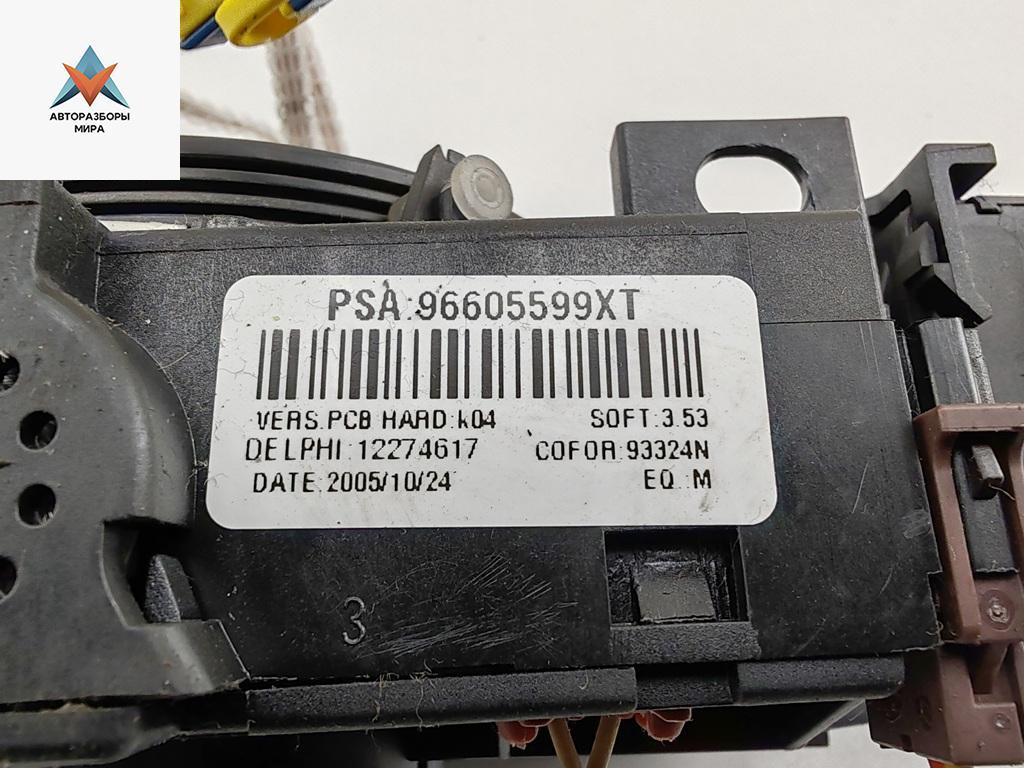 АВТОРАЗБОРЫ
МИРА
PSA:96605599XT
VERS.PCB HARD:k04 SOFT:3.53
DELPHI:12274617 COFOR:93324N
DATE:2005/10/24 EQ.:M
3